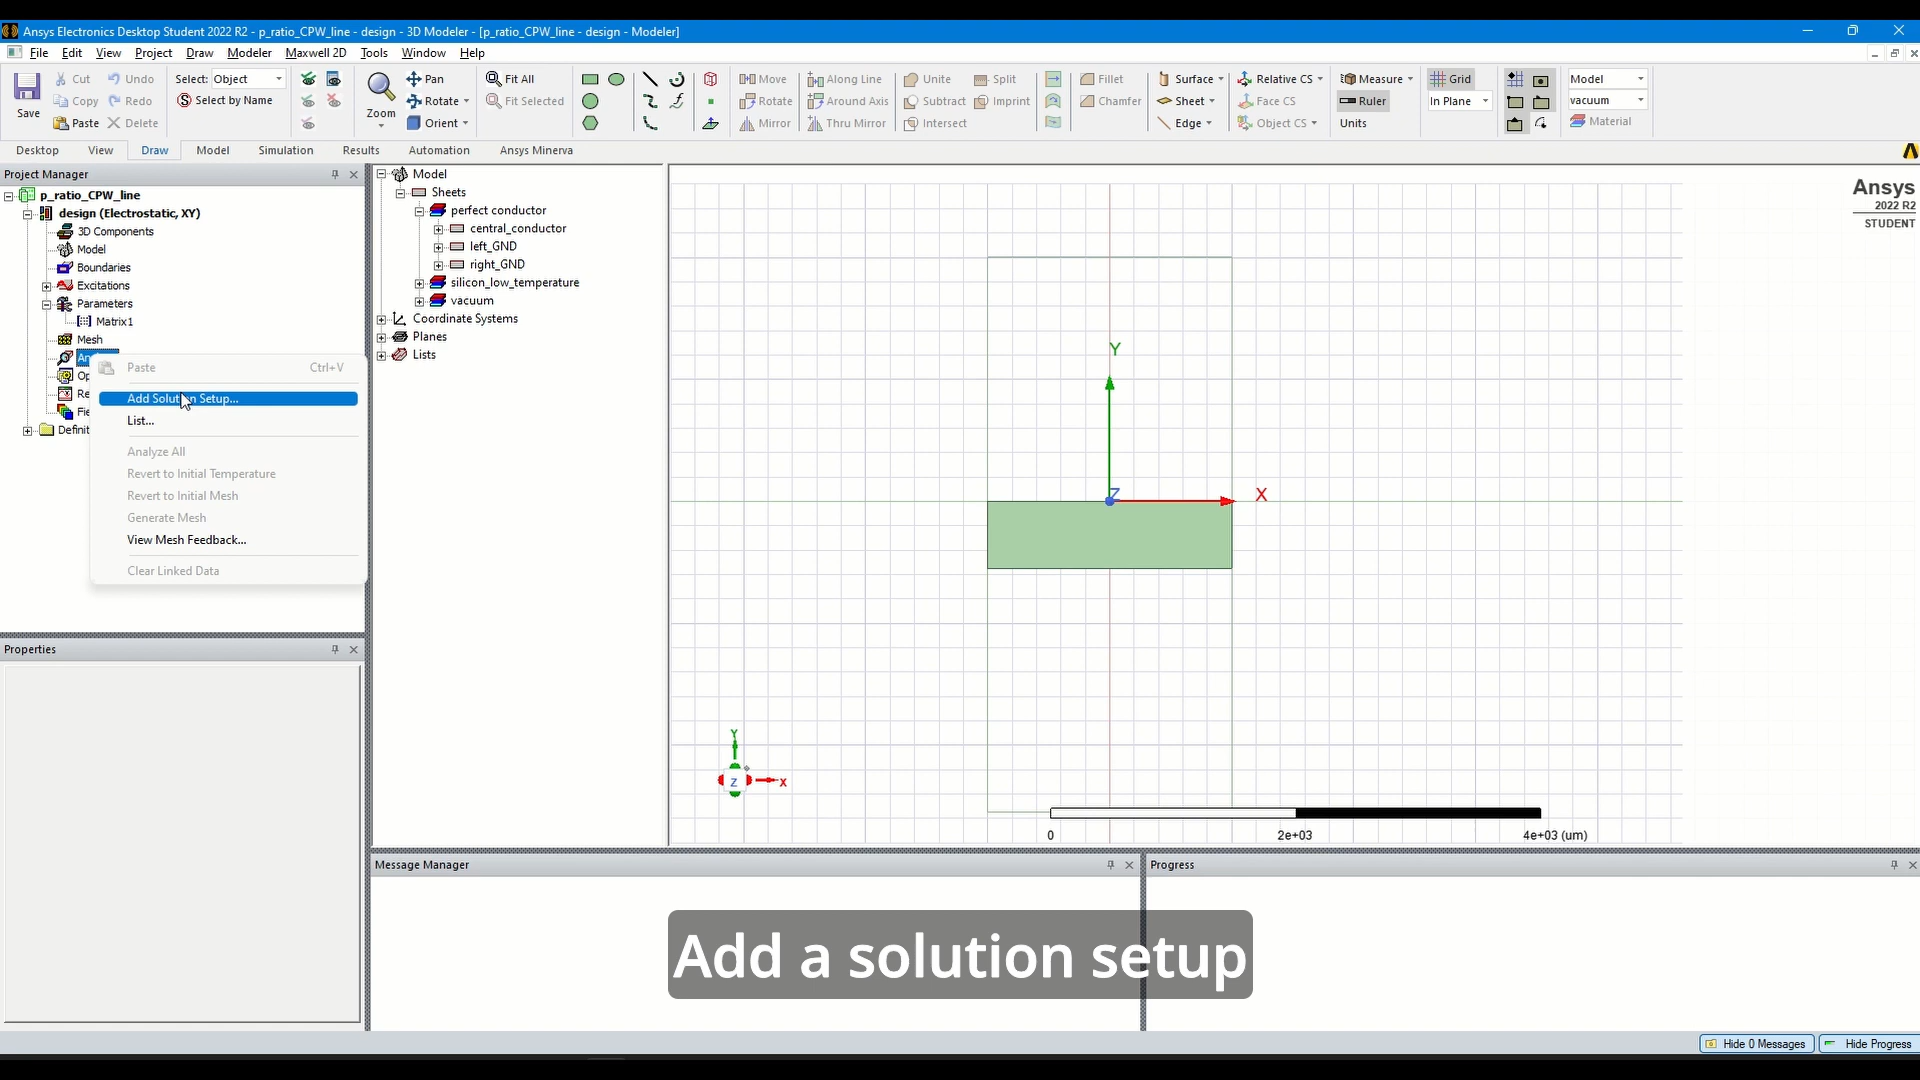 Ansys Electronics Desktop Student 2022 R2 - p_ratio_CPW_line - design - 3D Modeler - [p_ratio_CPW_line - design - Modeler]
File Edit View Project Draw Modeler Maxwell 2D Tools Window Help
Save
Cut Undo
Copy Redo
Paste Delete
Select: Object
Select by Name
Zoom
Pan
Rotate
Orient
Fit All
Fit Selected
Move Along Line
Rotate Around Axis
Mirror Thru Mirror
Unite Split
Subtract Imprint
Intersect
Fillet
Chamfer
Surface
Sheet
Edge
Relative CS
Face CS
Object CS
Measure
Ruler
Units
Grid
In Plane
Model
vacuum
Material
Desktop View Draw Model Simulation Results Automation Ansys Minerva
Project Manager
p_ratio_CPW_line
design (Electrostatic, XY)
3D Components
Model
Boundaries
Excitations
Parameters
Matrix1
Mesh
An
Op
Re
Fie
Definit
Paste Ctrl+V
Add Solution Setup...
List...
Analyze All
Revert to Initial Temperature
Revert to Initial Mesh
Generate Mesh
View Mesh Feedback...
Clear Linked Data
Properties
Model
Sheets
perfect conductor
central_conductor
left_GND
right_GND
silicon_low_temperature
vacuum
Coordinate Systems
Planes
Lists
Ansys
2022 R2
STUDENT
Y
Z
X
Y
Z
X
0 2e+03 4e+03 (um)
Message Manager
Progress
Add a solution setup
Hide 0 Messages Hide Progress